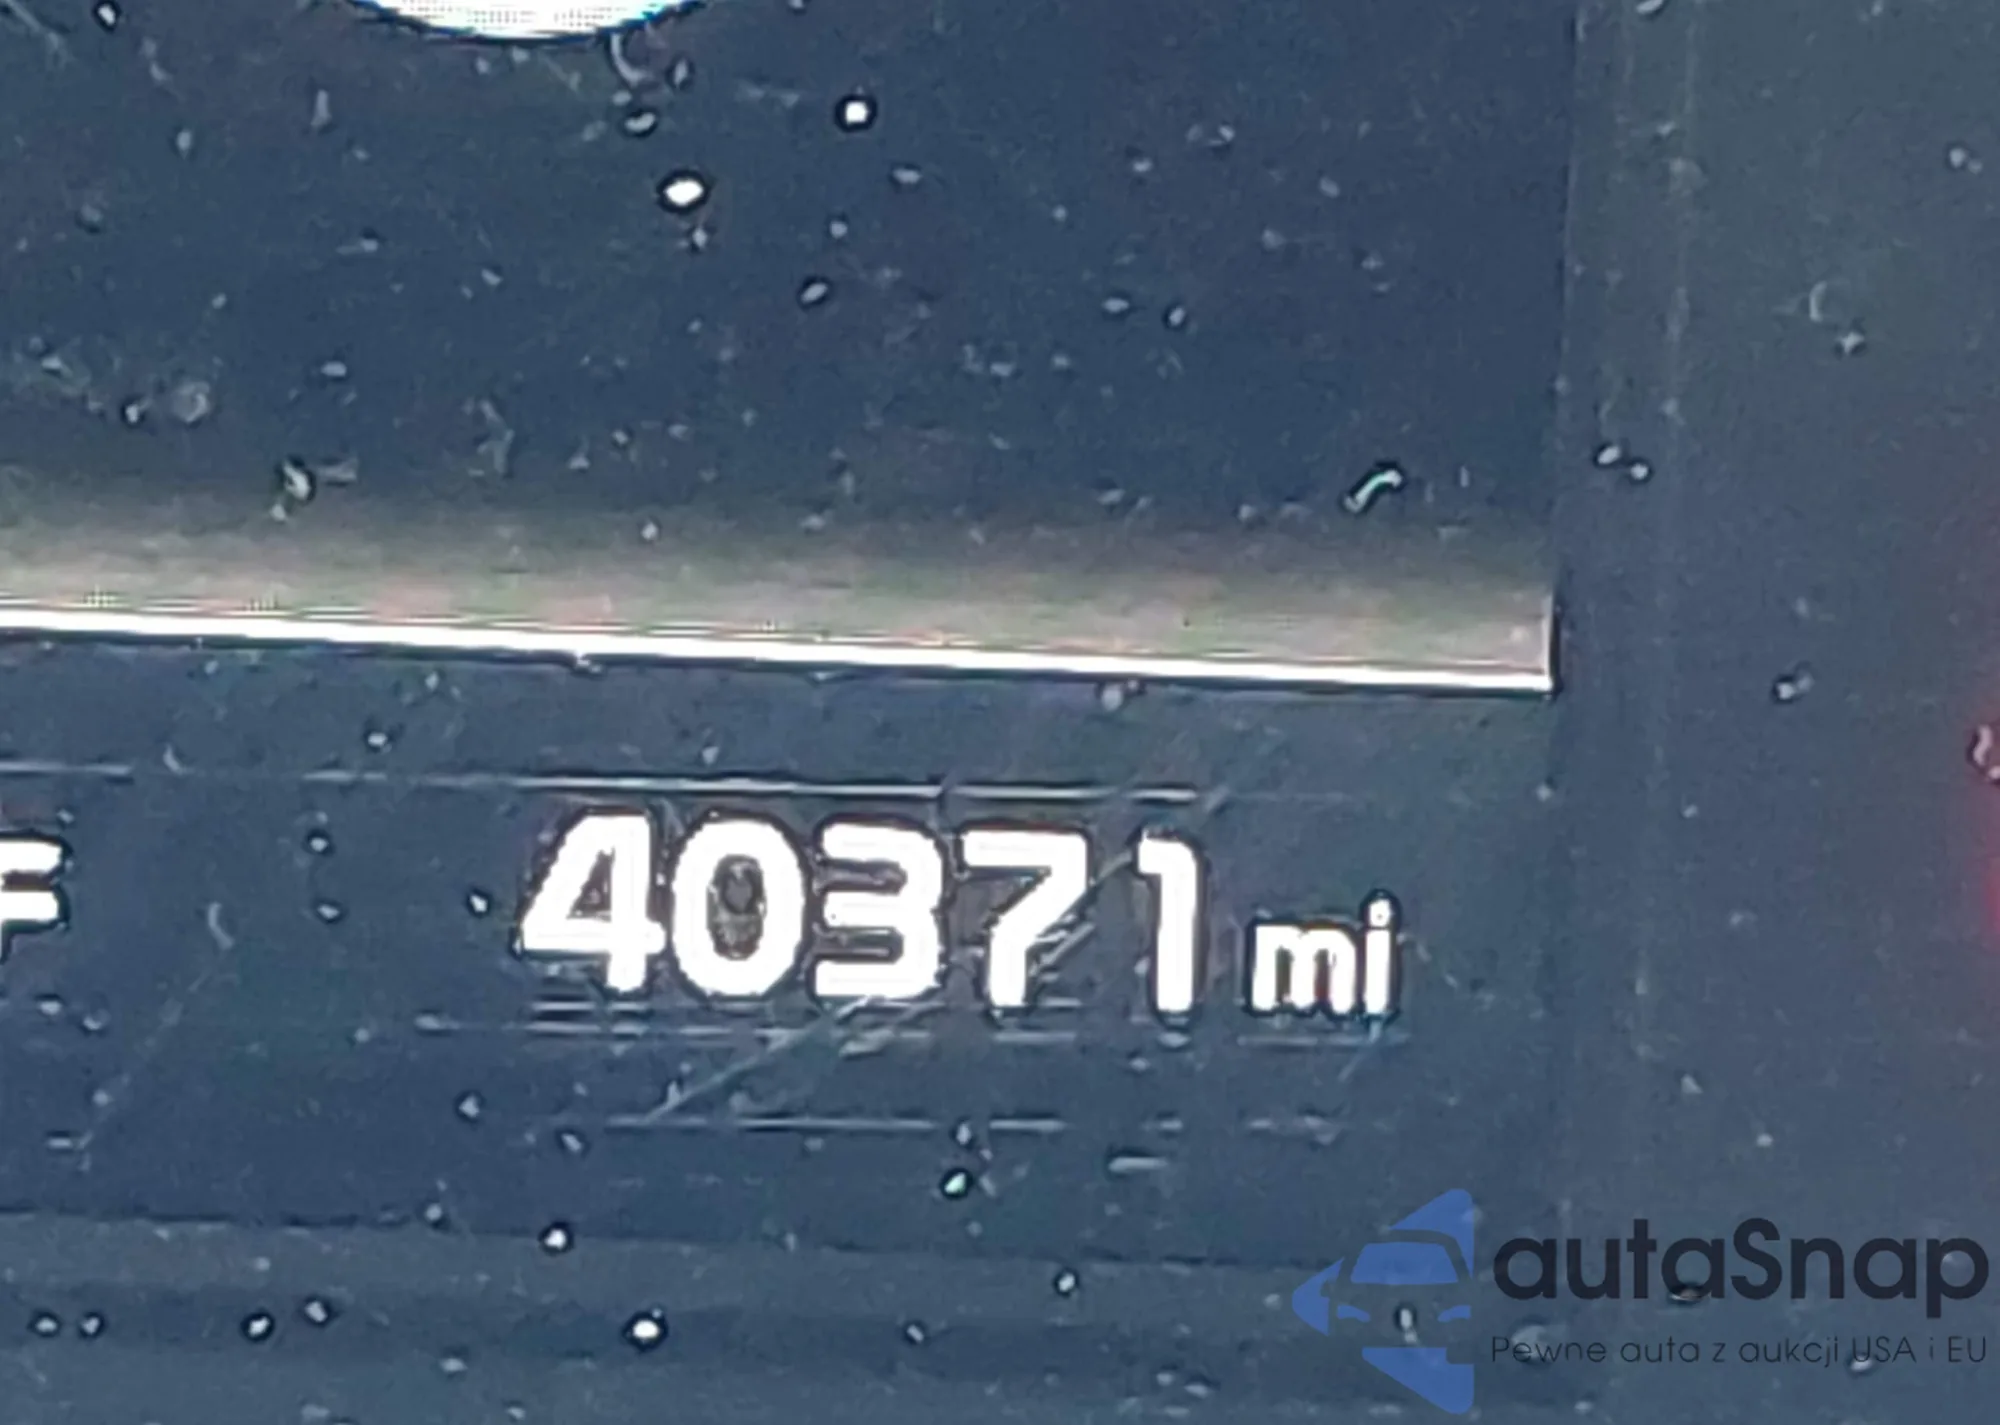 F
40371 mi
autaSnap
Pewne auta z aukcji USA i EU